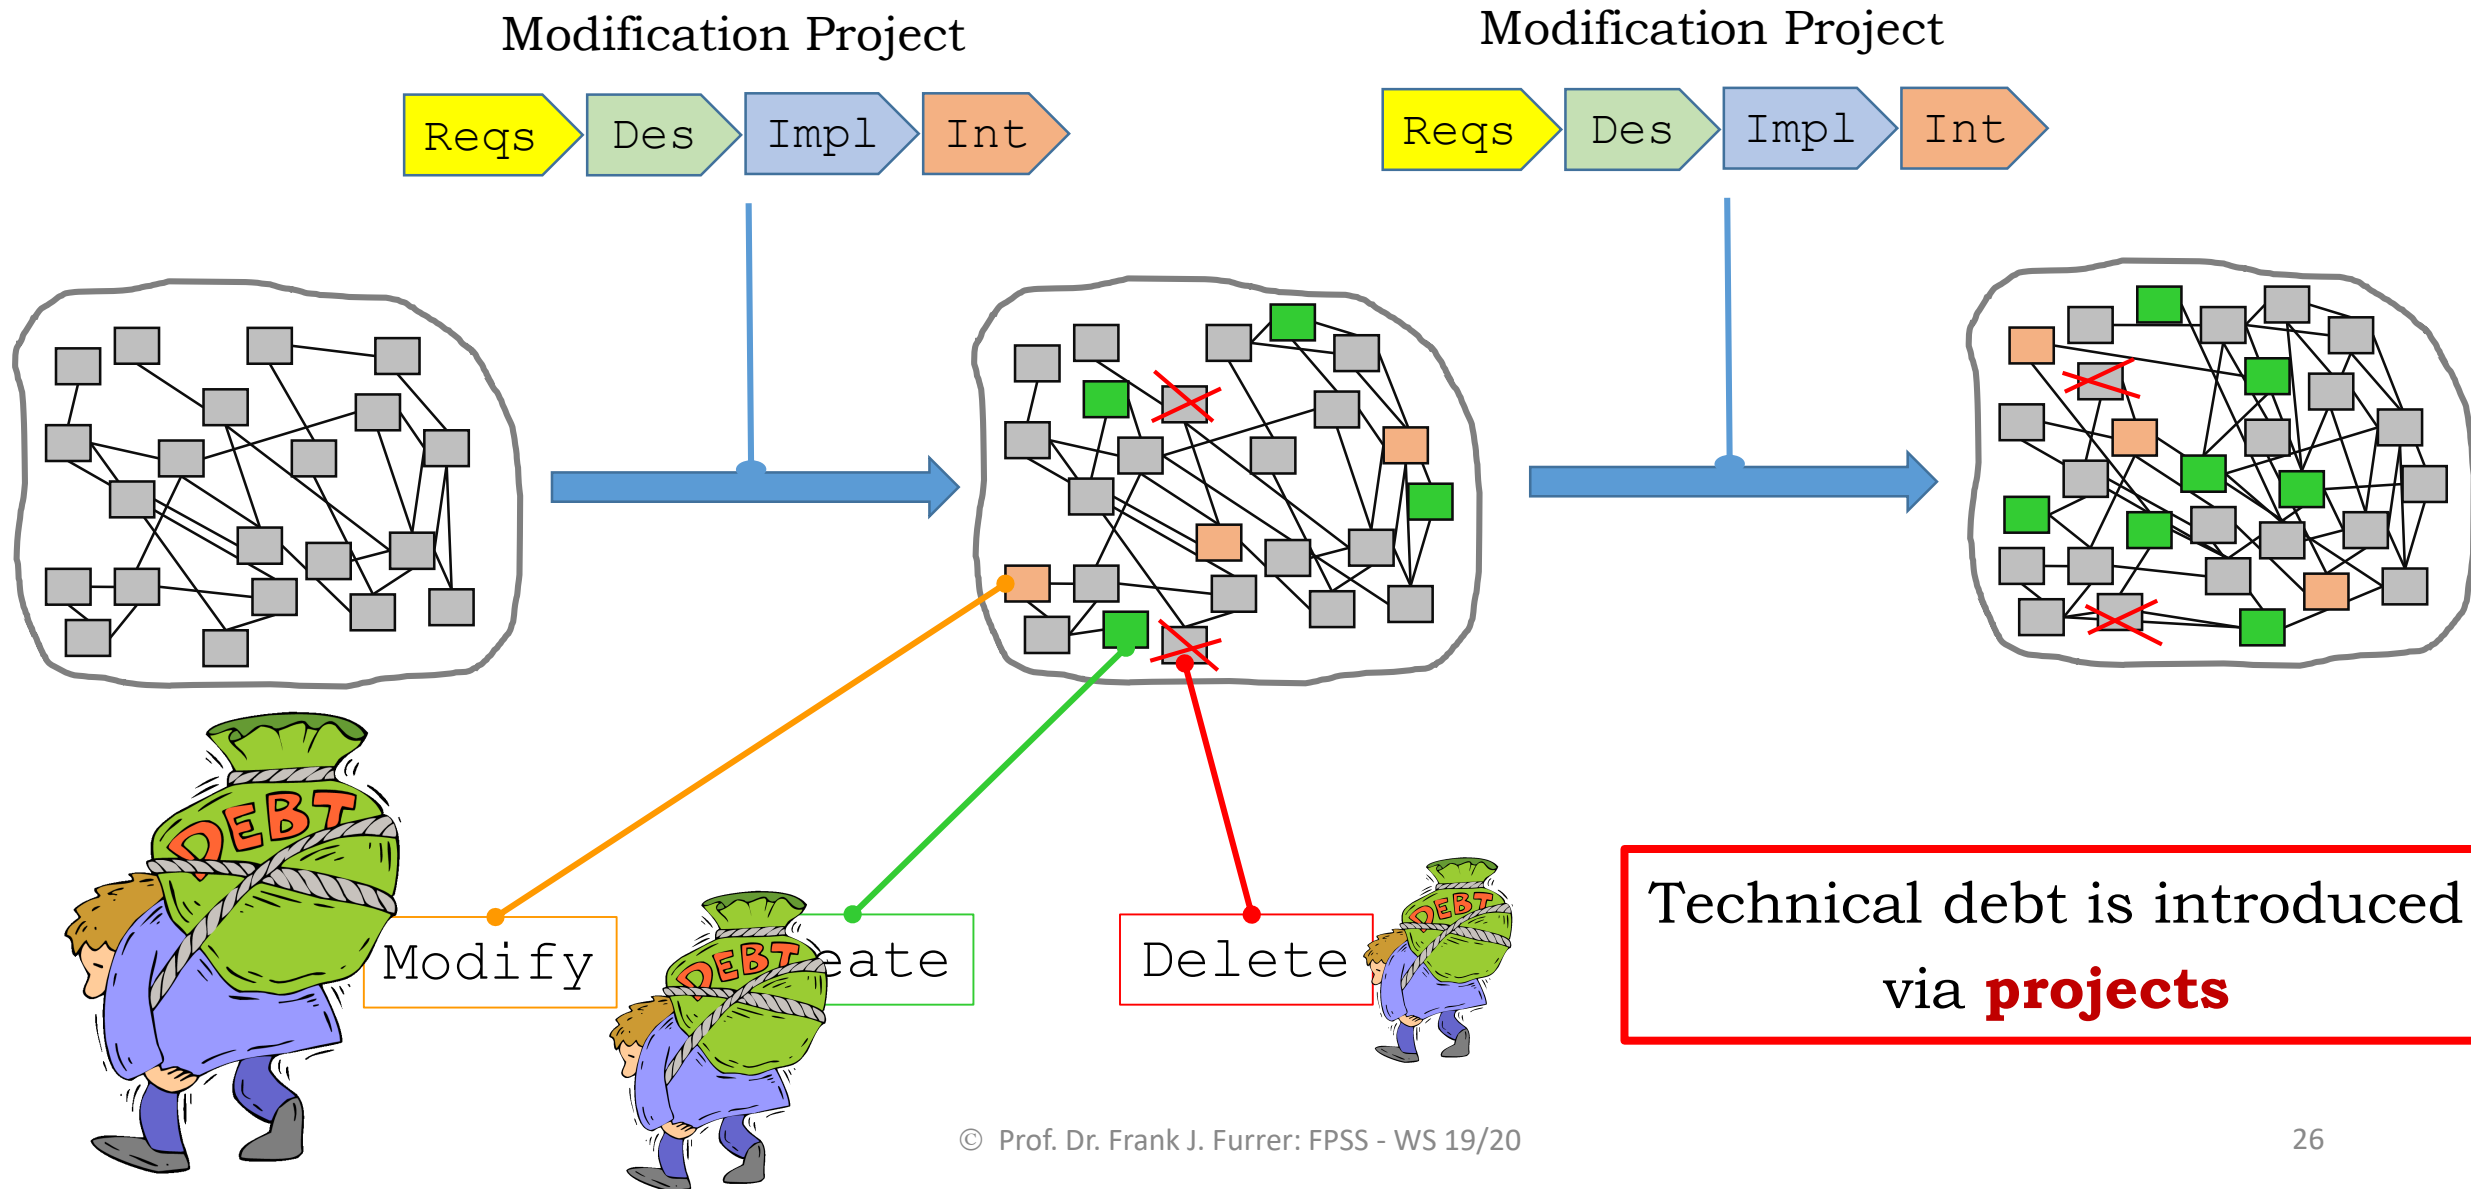 Modification Project
Modification Project
Reqs Des Impl Int
Reqs Des Impl Int
DEBT
DEBT
DEBT
Modify
eate
Delete
Technical debt is introduced
via projects
© Prof. Dr. Frank J. Furrer: FPSS - WS 19/20
26